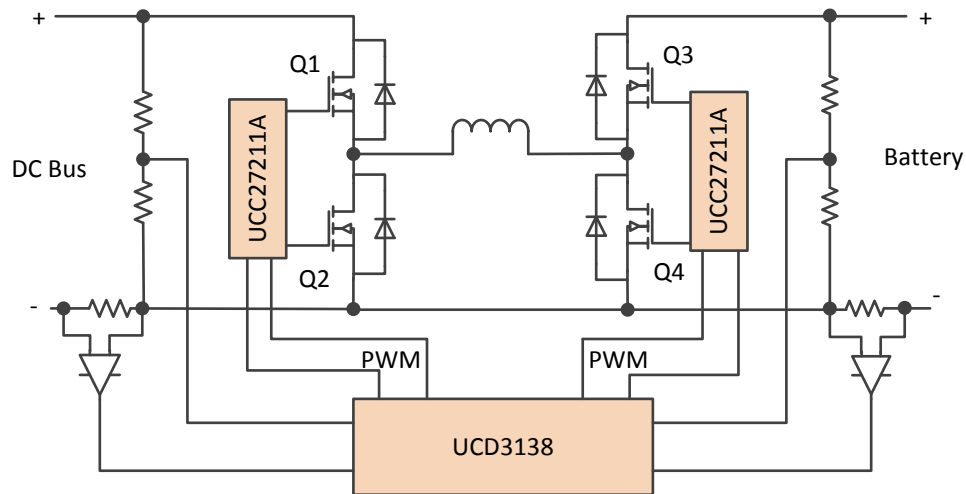 +
+
Q1
Q3
UCC27211A
UCC27211A
DC Bus
Battery
Q2
Q4
-
-
PWM
PWM
UCD3138